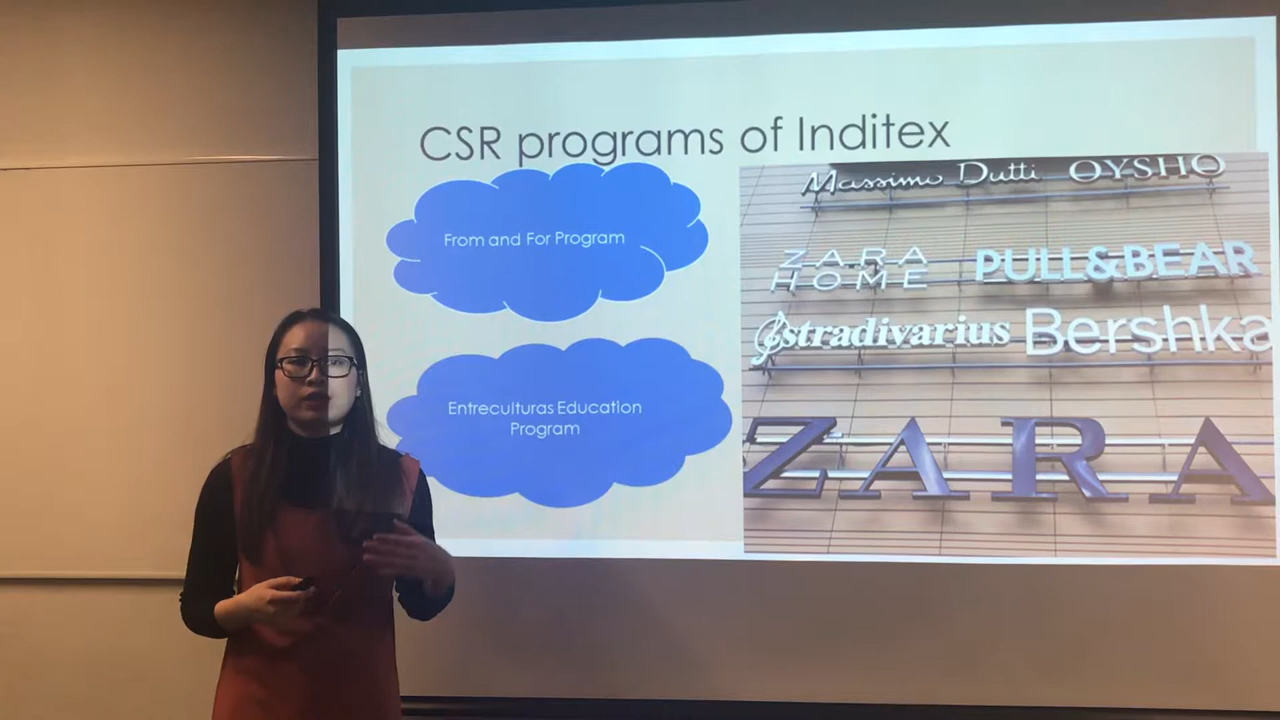 CSR programs of Inditex
From and For Program
Entreculturas Education
Program
Massimo Dutti OYSHO
ZARA
HOME
PULL&BEAR
stradivarius Bershka
ZARA